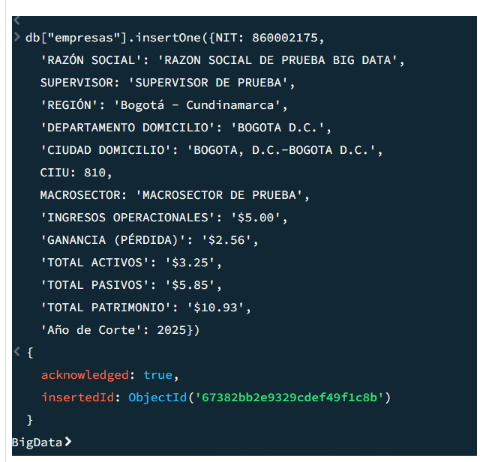 > db["empresas"].insertOne({NIT: 860002175,
'RAZÓN SOCIAL': 'RAZON SOCIAL DE PRUEBA BIG DATA',
SUPERVISOR: 'SUPERVISOR DE PRUEBA',
'REGIÓN': 'Bogotá - Cundinamarca',
'DEPARTAMENTO DOMICILIO': 'BOGOTA D.C.',
'CIUDAD DOMICILIO': 'BOGOTA, D.C.-BOGOTA D.C.',
CIIU: 810,
MACROSECTOR: 'MACROSECTOR DE PRUEBA',
'INGRESOS OPERACIONALES': '$5.00',
'GANANCIA (PÉRDIDA)': '$2.56',
'TOTAL ACTIVOS': '$3.25',
'TOTAL PASIVOS': '$5.85',
'TOTAL PATRIMONIO': '$10.93',
'Año de Corte': 2025})
< {
acknowledged: true,
insertedId: ObjectId('67382bb2e9329cdef49f1c8b')
}
BigData>